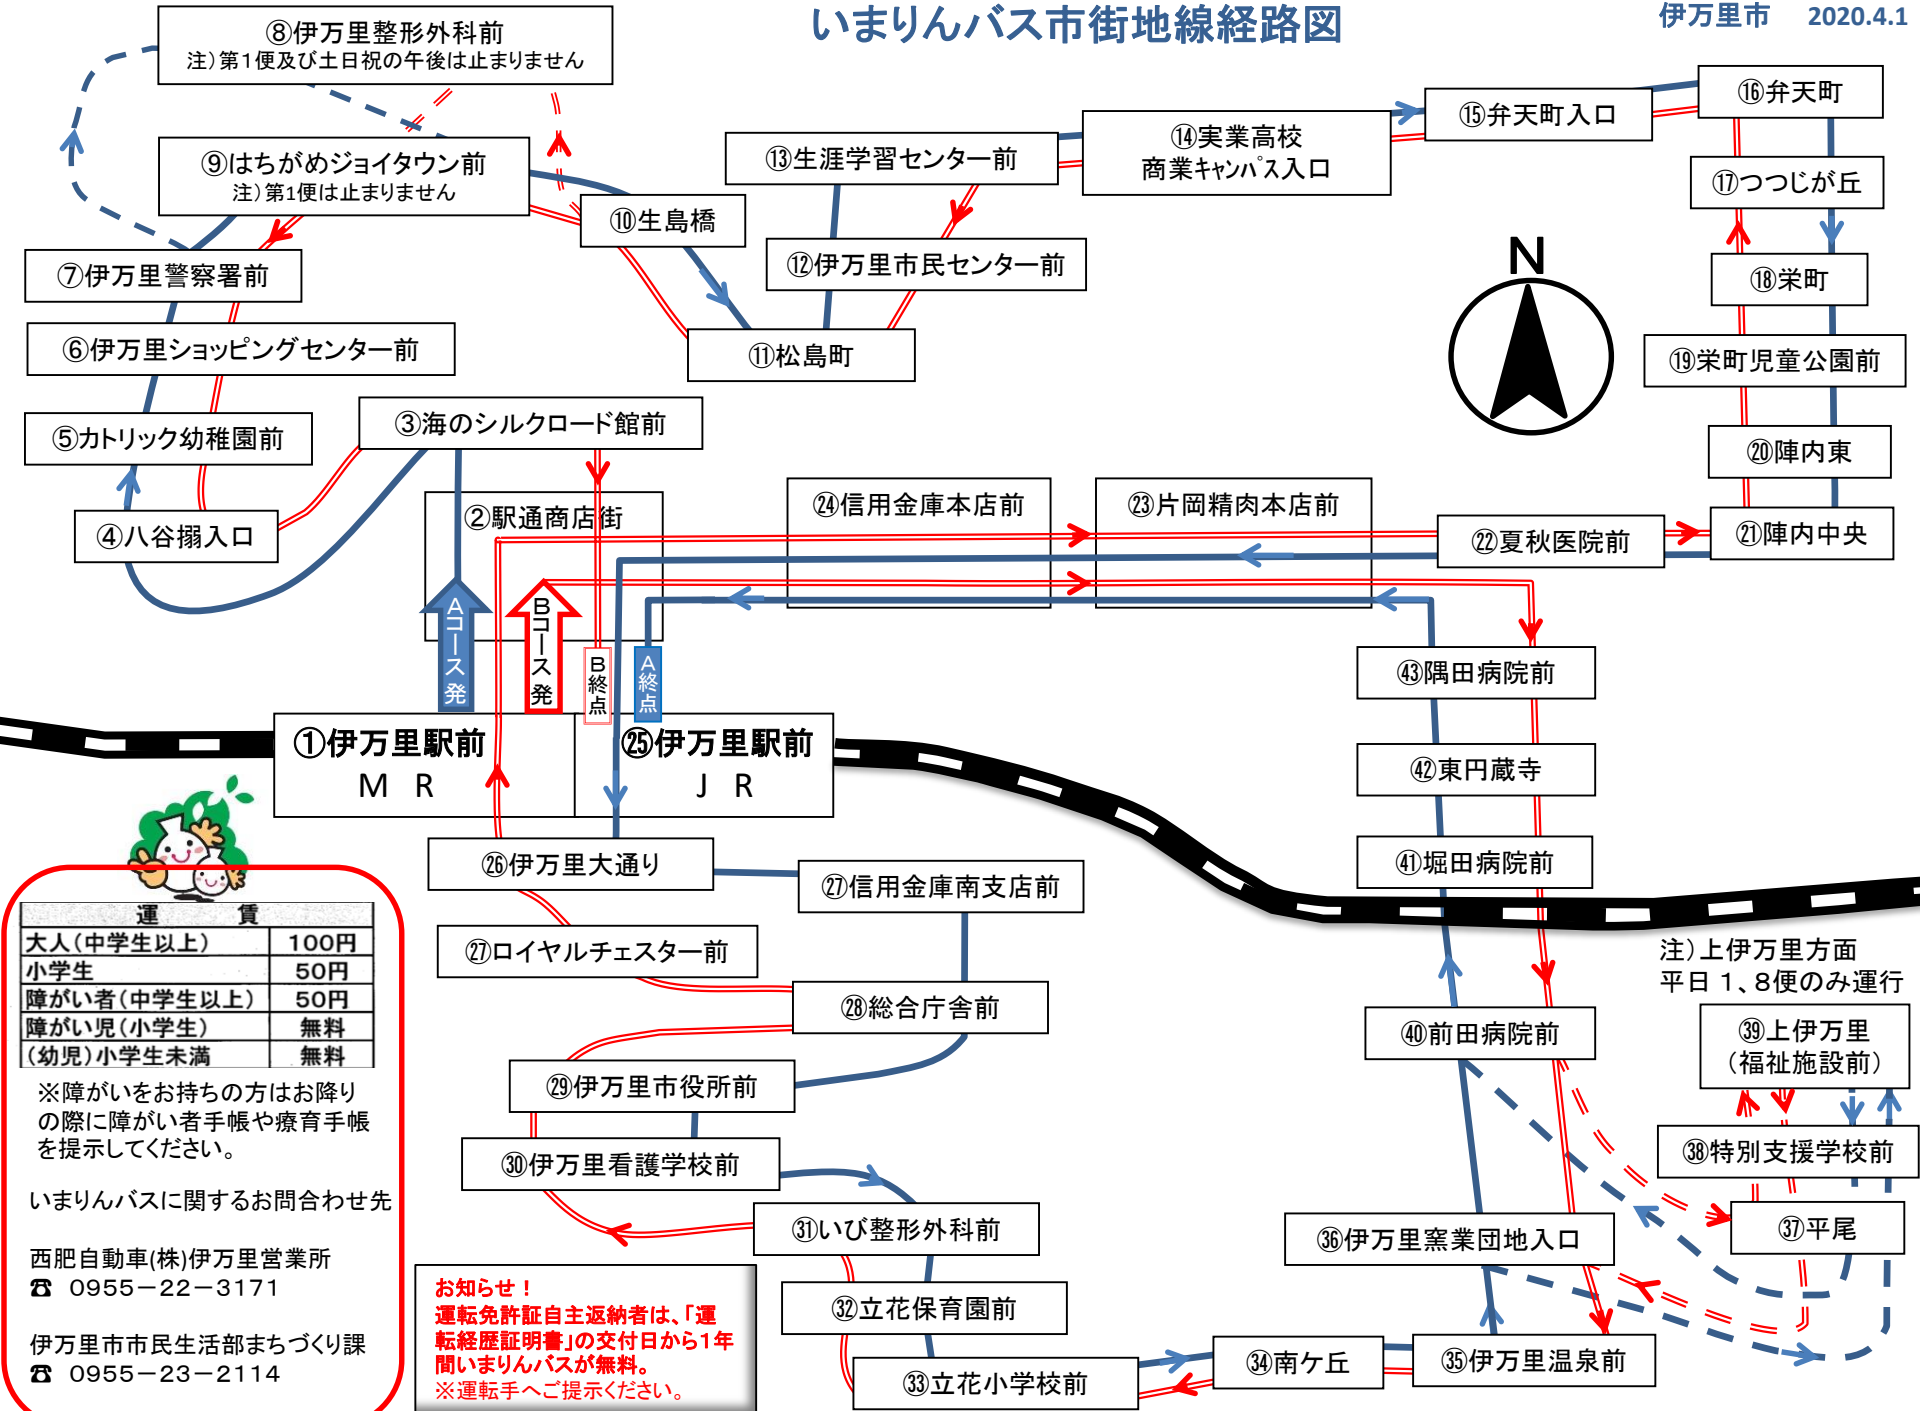 いまりんバス市街地線経路図
伊万里市 2020.4.1
⑧伊万里整形外科前
注)第1便及び土日祝の午後は止まりません
⑨はちがめジョイタウン前
注)第1便は止まりません
⑩生島橋
⑦伊万里警察署前
⑥伊万里ショッピングセンター前
⑤カトリック幼稚園前
④八谷搦入口
③海のシルクロード館前
②駅通商店街
⑪松島町
⑫伊万里市民センター前
⑬生涯学習センター前
⑭実業高校
商業キャンパス入口
⑮弁天町入口
⑯弁天町
⑰つつじが丘
⑱栄町
⑲栄町児童公園前
⑳陣内東
㉑陣内中央
㉒夏秋医院前
㉓片岡精肉本店前
㉔信用金庫本店前
N
Aコース 発
Bコース 発
B終点
A終点
①伊万里駅前
M R
㉕伊万里駅前
J R
㉖伊万里大通り
㉗信用金庫南支店前
㉗ロイヤルチェスター前
㉘総合庁舎前
㉙伊万里市役所前
㉚伊万里看護学校前
㉛いび整形外科前
㉜立花保育園前
㉝立花小学校前
㉞南ケ丘
㉟伊万里温泉前
㊱伊万里窯業団地入口
㊲平尾
㊳特別支援学校前
㊴上伊万里
(福祉施設前)
注)上伊万里方面
平日1、8便のみ運行
㊵前田病院前
㊶堀田病院前
㊷東円蔵寺
㊸隅田病院前
運 賃
大人(中学生以上) 100円
小学生 50円
障がい者(中学生以上) 50円
障がい児(小学生) 無料
(幼児)小学生未満 無料
※障がいをお持ちの方はお降り
の際に障がい者手帳や療育手帳
を提示してください。
いまりんバスに関するお問合わせ先
西肥自動車(株)伊万里営業所
☎ 0955-22-3171
伊万里市市民生活部まちづくり課
☎ 0955-23-2114
お知らせ!
運転免許証自主返納者は、「運
転経歴証明書」の交付日から1年
間いまりんバスが無料。
※運転手へご提示ください。